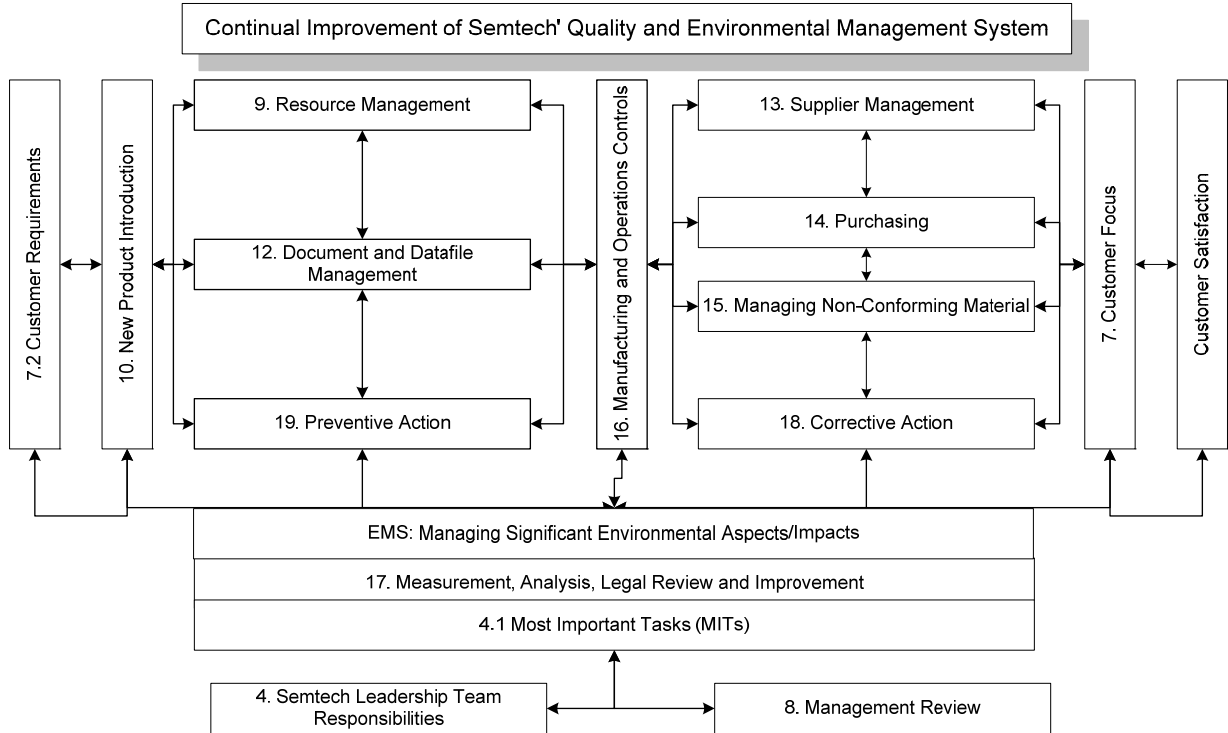 Continual Improvement of Semtech' Quality and Environmental Management System
7.2 Customer Requirements
10. New Product Introduction
9. Resource Management
12. Document and Datafile
Management
19. Preventive Action
16. Manufacturing and Operations Controls
13. Supplier Management
14. Purchasing
15. Managing Non-Conforming Material
18. Corrective Action
7. Customer Focus
Customer Satisfaction
EMS: Managing Significant Environmental Aspects/Impacts
17. Measurement, Analysis, Legal Review and Improvement
4.1 Most Important Tasks (MITs)
4. Semtech Leadership Team
Responsibilities
8. Management Review